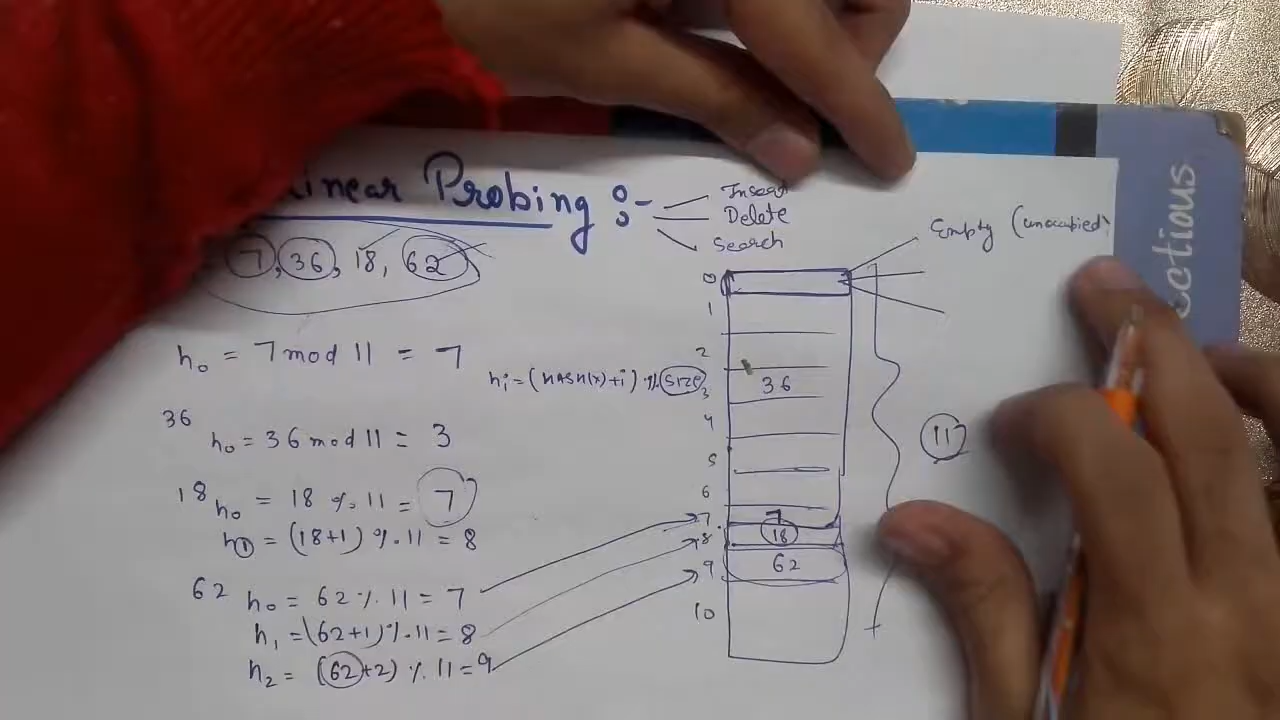 Linear Probing :-
Insert
Delete
Search
7, 36, 18, 62
Empty (unoccupied)
h0 = 7 mod 11 = 7
hi = (HASH(X)+i) % SIZE
36
h0 = 36 mod 11 = 3
18 h0 = 18 % 11 = 7
h1 = (18+1) % 11 = 8
62 h0 = 62 % 11 = 7
h1 = (62+1) % 11 = 8
h2 = (62+2) % 11 = 9
0
1
2
3 36
4
5
6
7 7
8 18
9 62
10
11
ctious